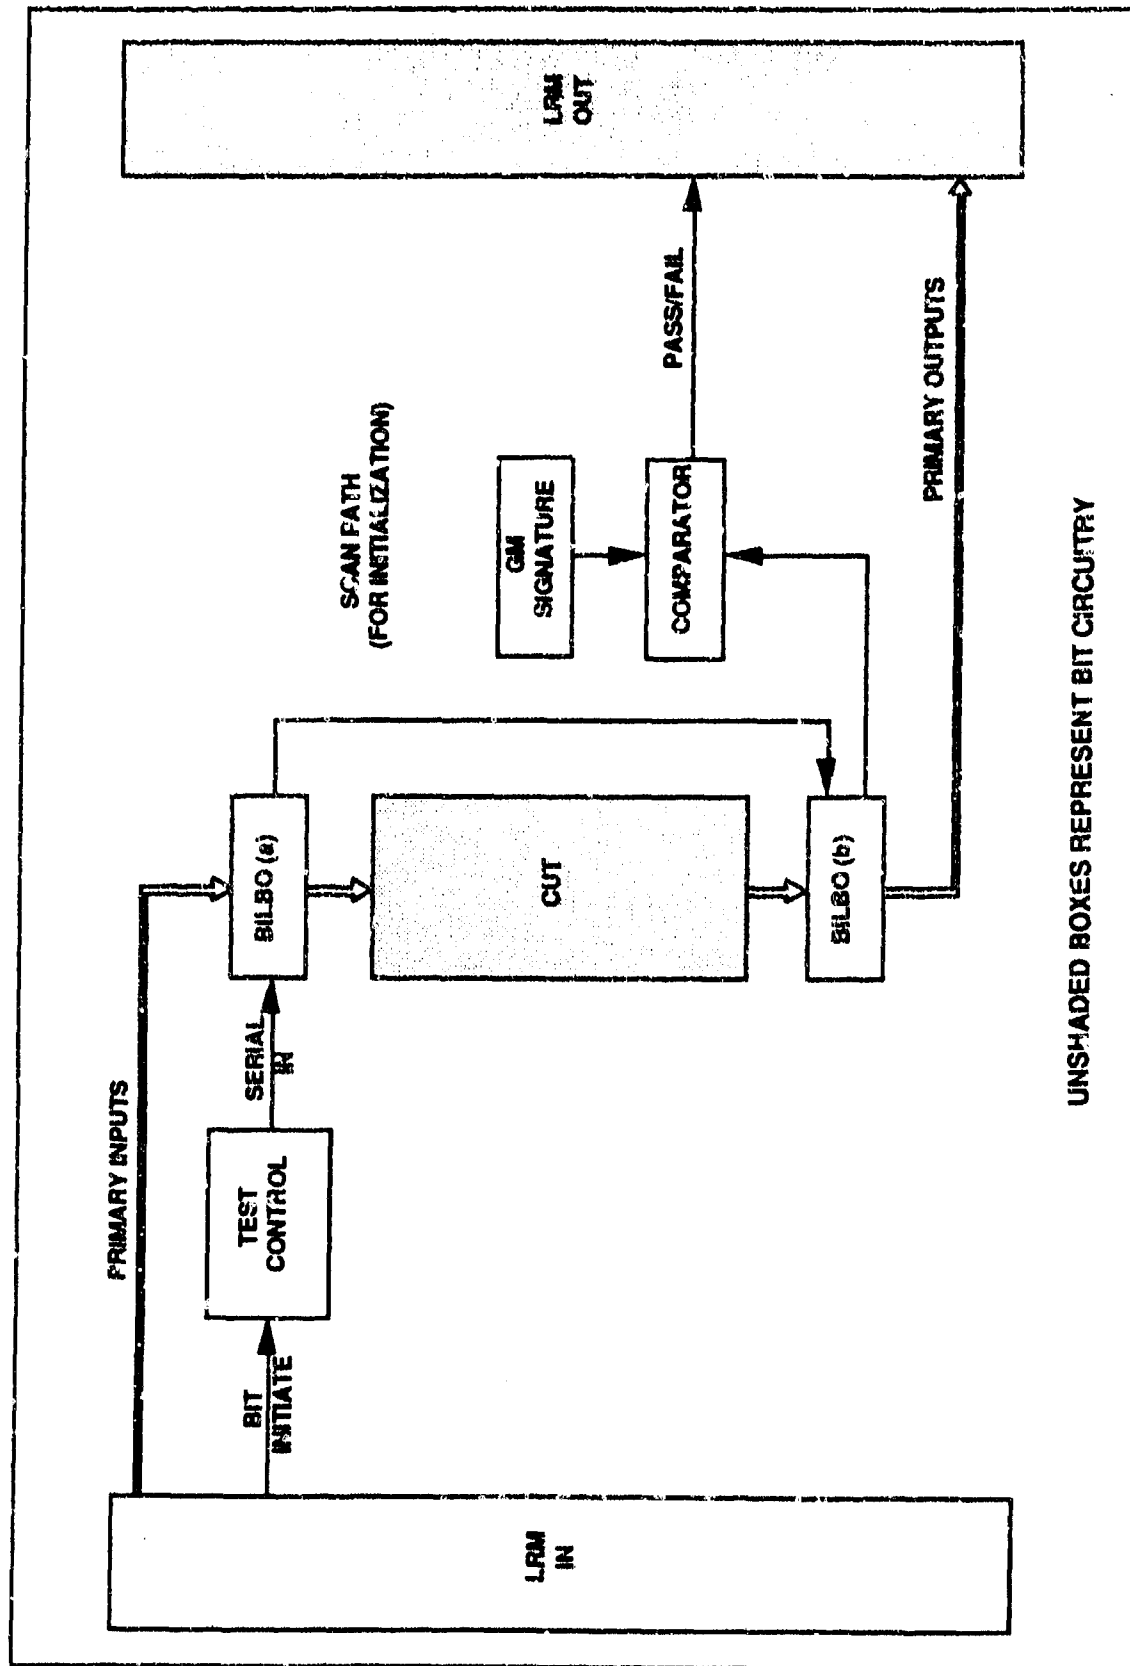 LRM
IN
PRIMARY INPUTS
BIT
INITIATE
TEST
CONTROL
SERIAL
IN
BILBO (a)
CUT
BILBO (b)
SCAN PATH
(FOR INITIALIZATION)
GM
SIGNATURE
COMPARATOR
PASS/FAIL
PRIMARY OUTPUTS
LRM
OUT
UNSHADED BOXES REPRESENT BIT CIRCUITRY